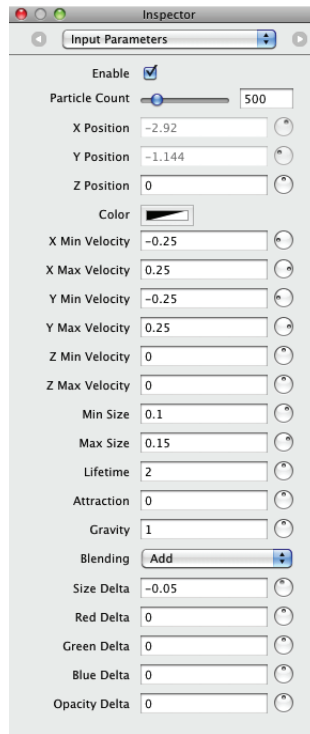 Inspector
Input Parameters
Enable
Particle Count 500
X Position -2.92
Y Position -1.144
Z Position 0
Color
X Min Velocity -0.25
X Max Velocity 0.25
Y Min Velocity -0.25
Y Max Velocity 0.25
Z Min Velocity 0
Z Max Velocity 0
Min Size 0.1
Max Size 0.15
Lifetime 2
Attraction 0
Gravity 1
Blending Add
Size Delta -0.05
Red Delta 0
Green Delta 0
Blue Delta 0
Opacity Delta 0